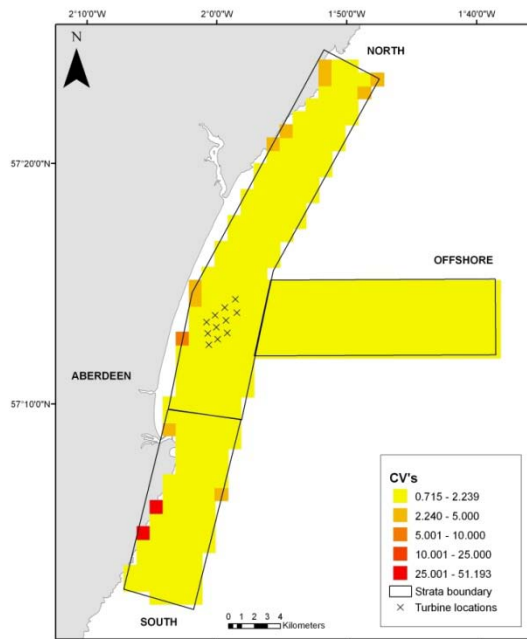 2°10'0"W 2°0'0"W 1°50'0"W 1°40'0"W
N
NORTH
57°20'0"N
OFFSHORE
ABERDEEN
57°10'0"N
CV's
0.715 - 2.239
2.240 - 5.000
5.001 - 10.000
10.001 - 25.000
25.001 - 51.193
Strata boundary
Turbine locations
SOUTH
0 0.5 1 2 3 4
Kilometers